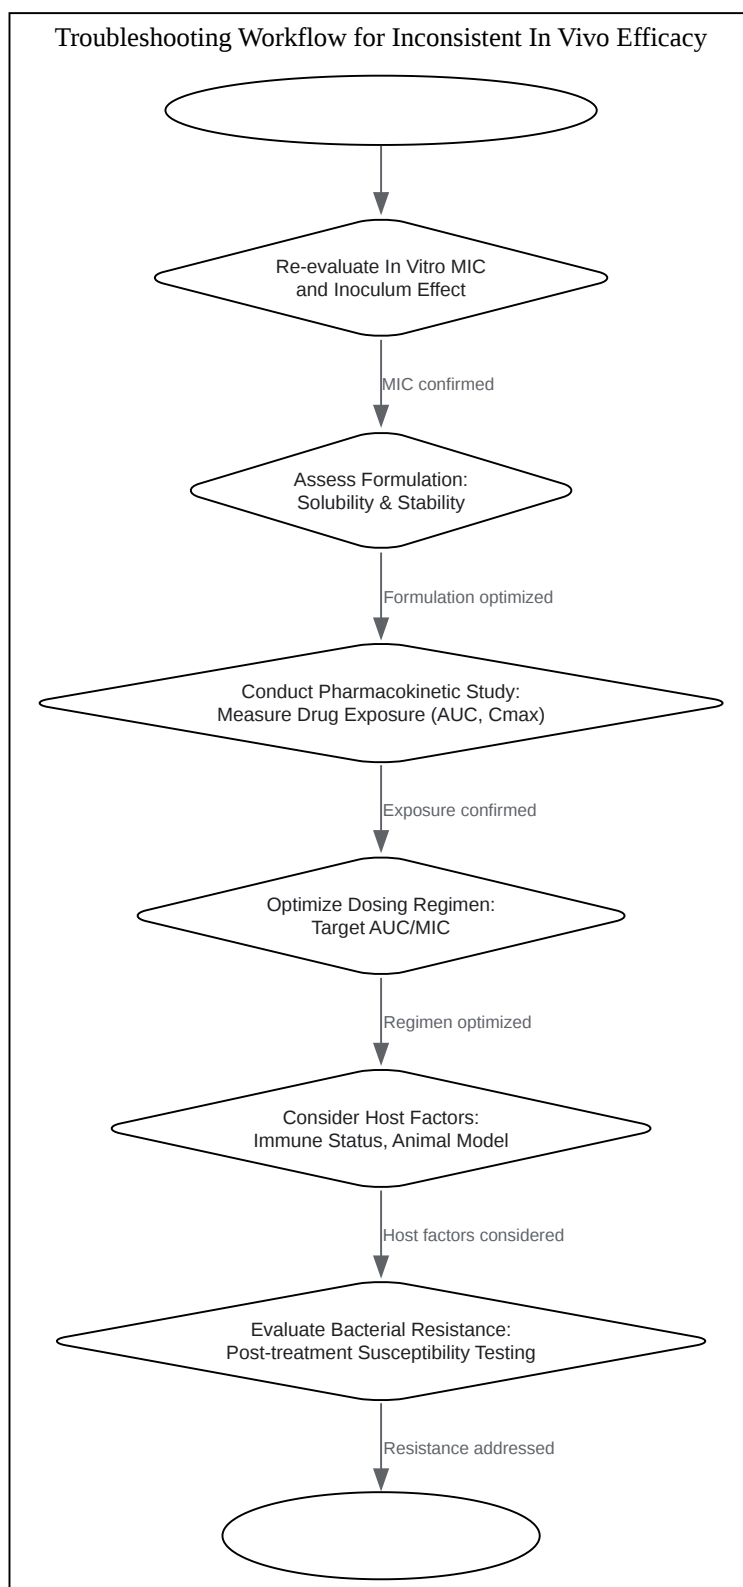 Troubleshooting Workflow for Inconsistent In Vivo Efficacy
Re-evaluate In Vitro MIC
and Inoculum Effect
MIC confirmed
Assess Formulation:
Solubility & Stability
Formulation optimized
Conduct Pharmacokinetic Study:
Measure Drug Exposure (AUC, Cmax)
Exposure confirmed
Optimize Dosing Regimen:
Target AUC/MIC
Regimen optimized
Consider Host Factors:
Immune Status, Animal Model
Host factors considered
Evaluate Bacterial Resistance:
Post-treatment Susceptibility Testing
Resistance addressed